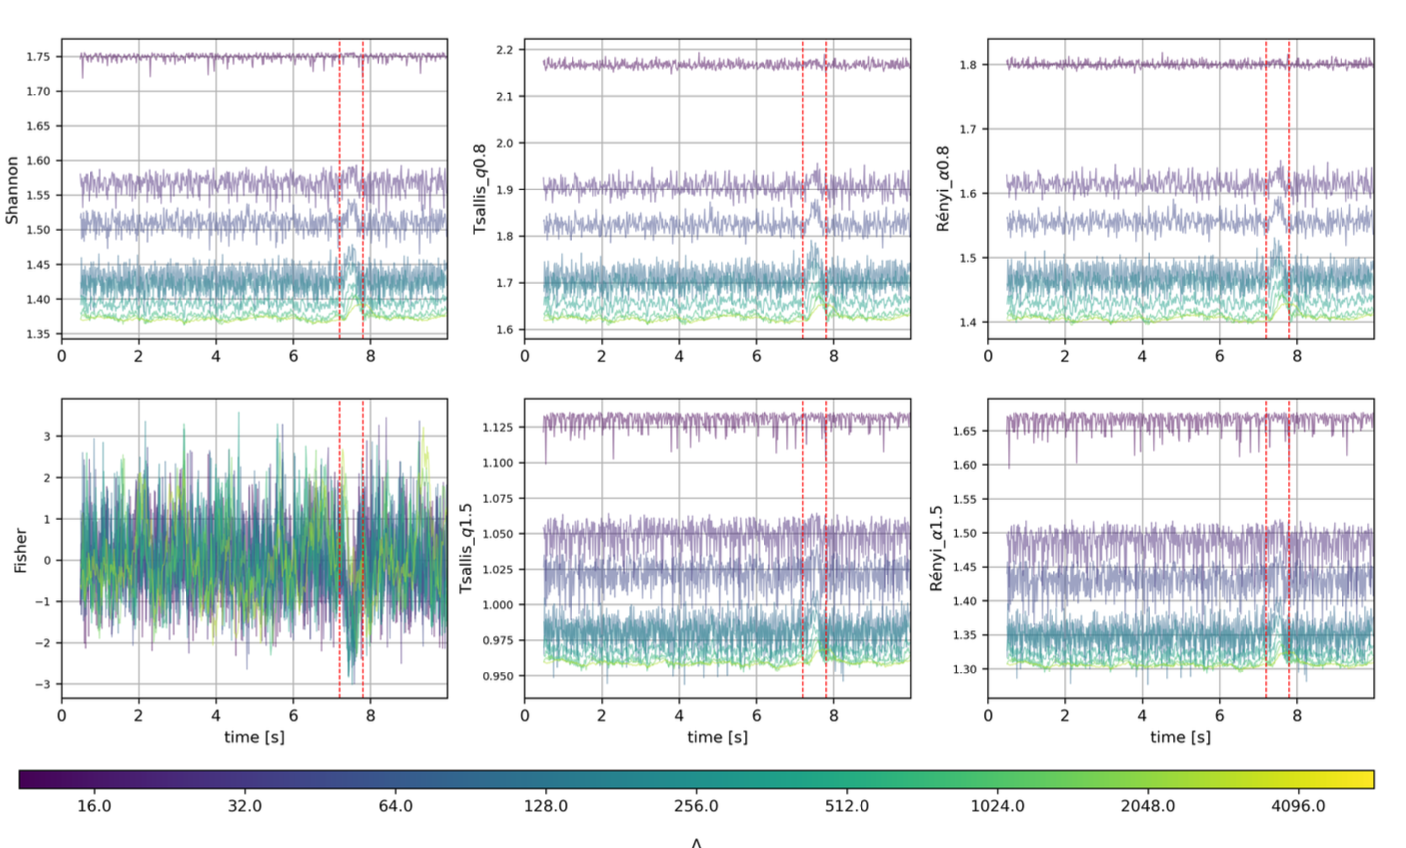 Shannon
1.75
1.70
1.65
1.60
1.55
1.50
1.45
1.40
1.35
0 2 4 6 8
Tsallis_q0.8
2.2
2.1
2.0
1.9
1.8
1.7
1.6
0 2 4 6 8
Rényi_α0.8
1.8
1.7
1.6
1.5
1.4
0 2 4 6 8
Fisher
3
2
1
0
−1
−2
−3
0 2 4 6 8
time [s]
Tsallis_q1.5
1.125
1.100
1.075
1.050
1.025
1.000
0.975
0.950
0 2 4 6 8
time [s]
Rényi_α1.5
1.65
1.60
1.55
1.50
1.45
1.40
1.35
1.30
0 2 4 6 8
time [s]
16.0 32.0 64.0 128.0 256.0 512.0 1024.0 2048.0 4096.0